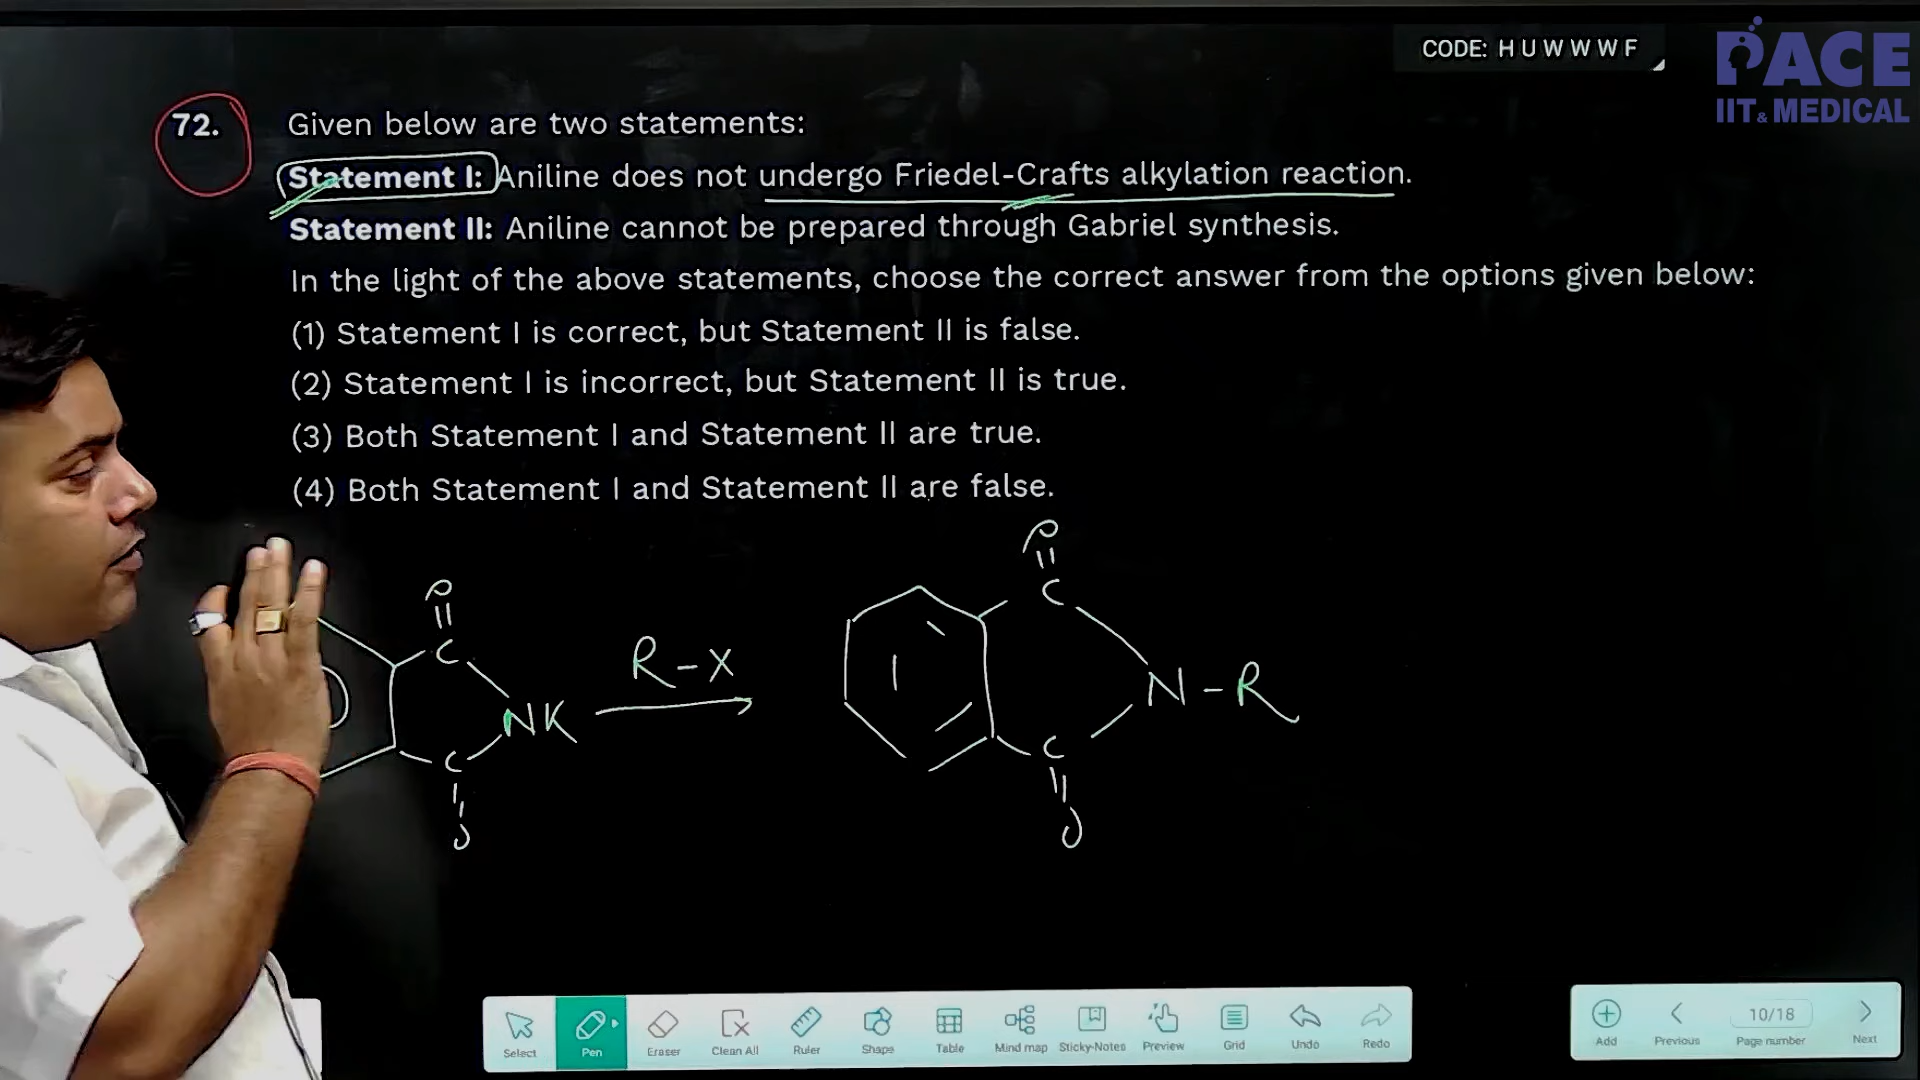 CODE: H U W W W F
PACE
IIT & MEDICAL
72. Given below are two statements:
Statement I: Aniline does not undergo Friedel-Crafts alkylation reaction.
Statement II: Aniline cannot be prepared through Gabriel synthesis.
In the light of the above statements, choose the correct answer from the options given below:
(1) Statement I is correct, but Statement II is false.
(2) Statement I is incorrect, but Statement II is true.
(3) Both Statement I and Statement II are true.
(4) Both Statement I and Statement II are false.
O
C
NK
C
O
R-X
O
C
N-R
C
O
Select
Pen
Eraser
Clean All
Ruler
Shape
Table
Mind map
Sticky-Notes
Preview
Grid
Undo
Redo
Add
Previous
10/18
Page number
Next